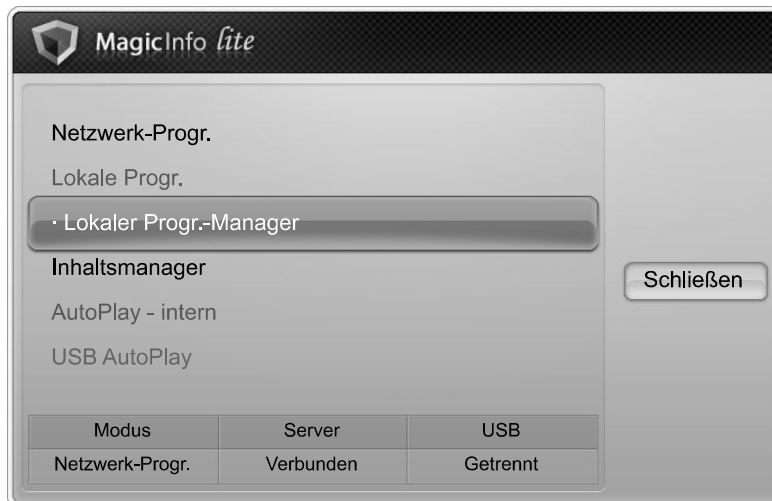 MagicInfo lite
Netzwerk-Progr.
Lokale Progr.
· Lokaler Progr.-Manager
Inhaltsmanager
AutoPlay - intern
USB AutoPlay
Schließen
Modus Server USB
Netzwerk-Progr. Verbunden Getrennt